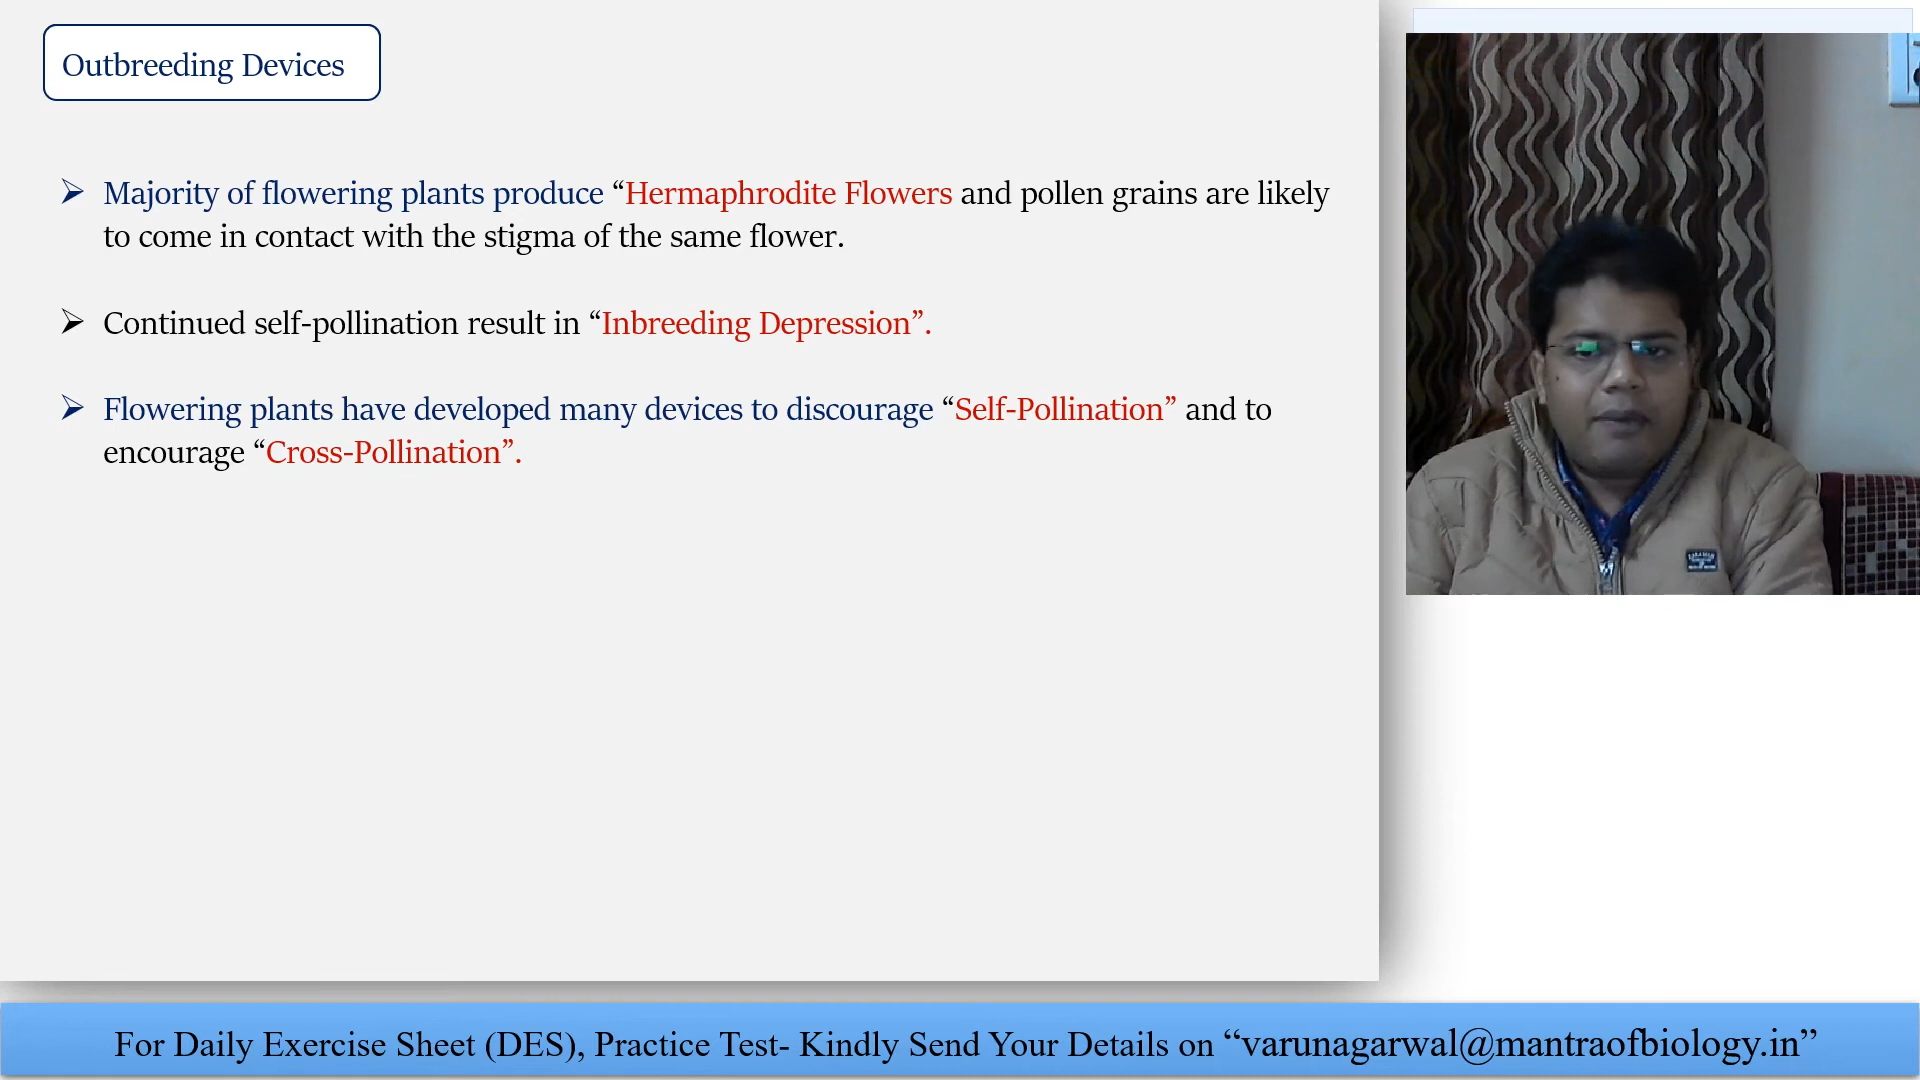 Outbreeding Devices
➢ Majority of flowering plants produce “Hermaphrodite Flowers and pollen grains are likely
to come in contact with the stigma of the same flower.
➢ Continued self-pollination result in “Inbreeding Depression”.
➢ Flowering plants have developed many devices to discourage “Self-Pollination” and to
encourage “Cross-Pollination”.
For Daily Exercise Sheet (DES), Practice Test- Kindly Send Your Details on “varunagarwal@mantraofbiology.in”